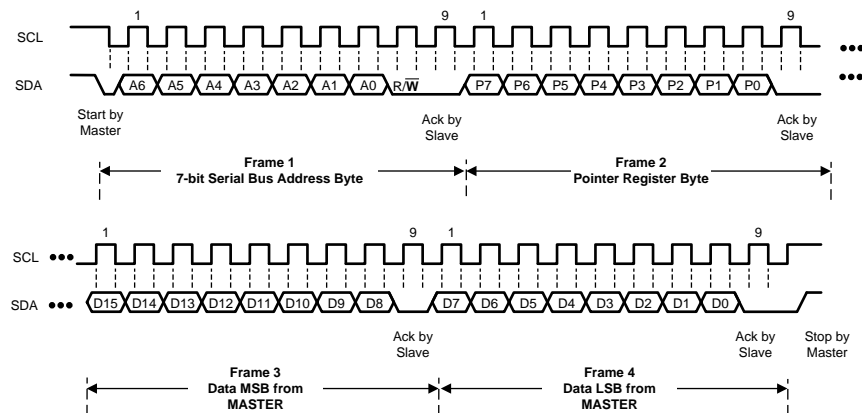 1 9 1 9
SCL
SDA A6 A5 A4 A3 A2 A1 A0 R/W P7 P6 P5 P4 P3 P2 P1 P0
Start by
Master
Ack by
Slave
Ack by
Slave
Frame 1
7-bit Serial Bus Address Byte
Frame 2
Pointer Register Byte
1 9 1 9
SCL
SDA D15 D14 D13 D12 D11 D10 D9 D8 D7 D6 D5 D4 D3 D2 D1 D0
Ack by
Slave
Ack by
Slave
Stop by
Master
Frame 3
Data MSB from
MASTER
Frame 4
Data LSB from
MASTER